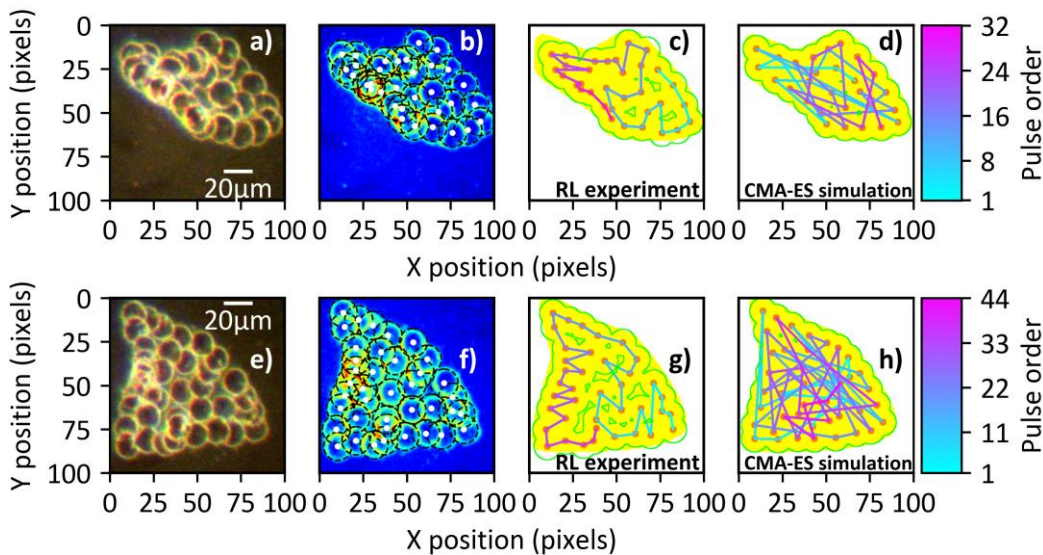 Y position (pixels)
0
25
50
75
100
a)
20μm
0 25 50 75 100
b)
0 25 50 75 100
c)
RL experiment
0 25 50 75 100
d)
CMA-ES simulation
0 25 50 75 100
32
24
16
8
1
Pulse order
X position (pixels)
Y position (pixels)
0
25
50
75
100
20μm
e)
0 25 50 75 100
f)
0 25 50 75 100
g)
RL experiment
0 25 50 75 100
h)
CMA-ES simulation
0 25 50 75 100
44
33
22
11
1
Pulse order
X position (pixels)